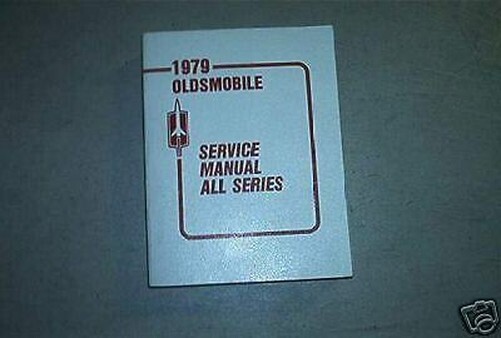 1979
OLDSMOBILE
SERVICE
MANUAL
ALL SERIES